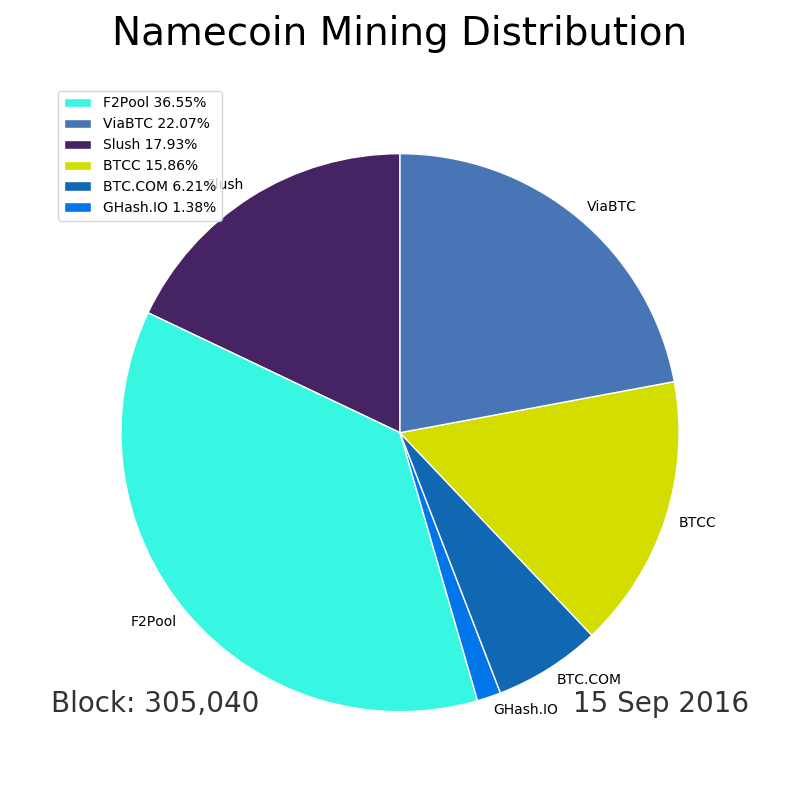 Namecoin Mining Distribution
F2Pool 36.55%
ViaBTC 22.07%
Slush 17.93%
BTCC 15.86%
BTC.COM 6.21%
GHash.IO 1.38%
Slush
ViaBTC
BTCC
F2Pool
BTC.COM
GHash.IO
Block: 305,040
15 Sep 2016